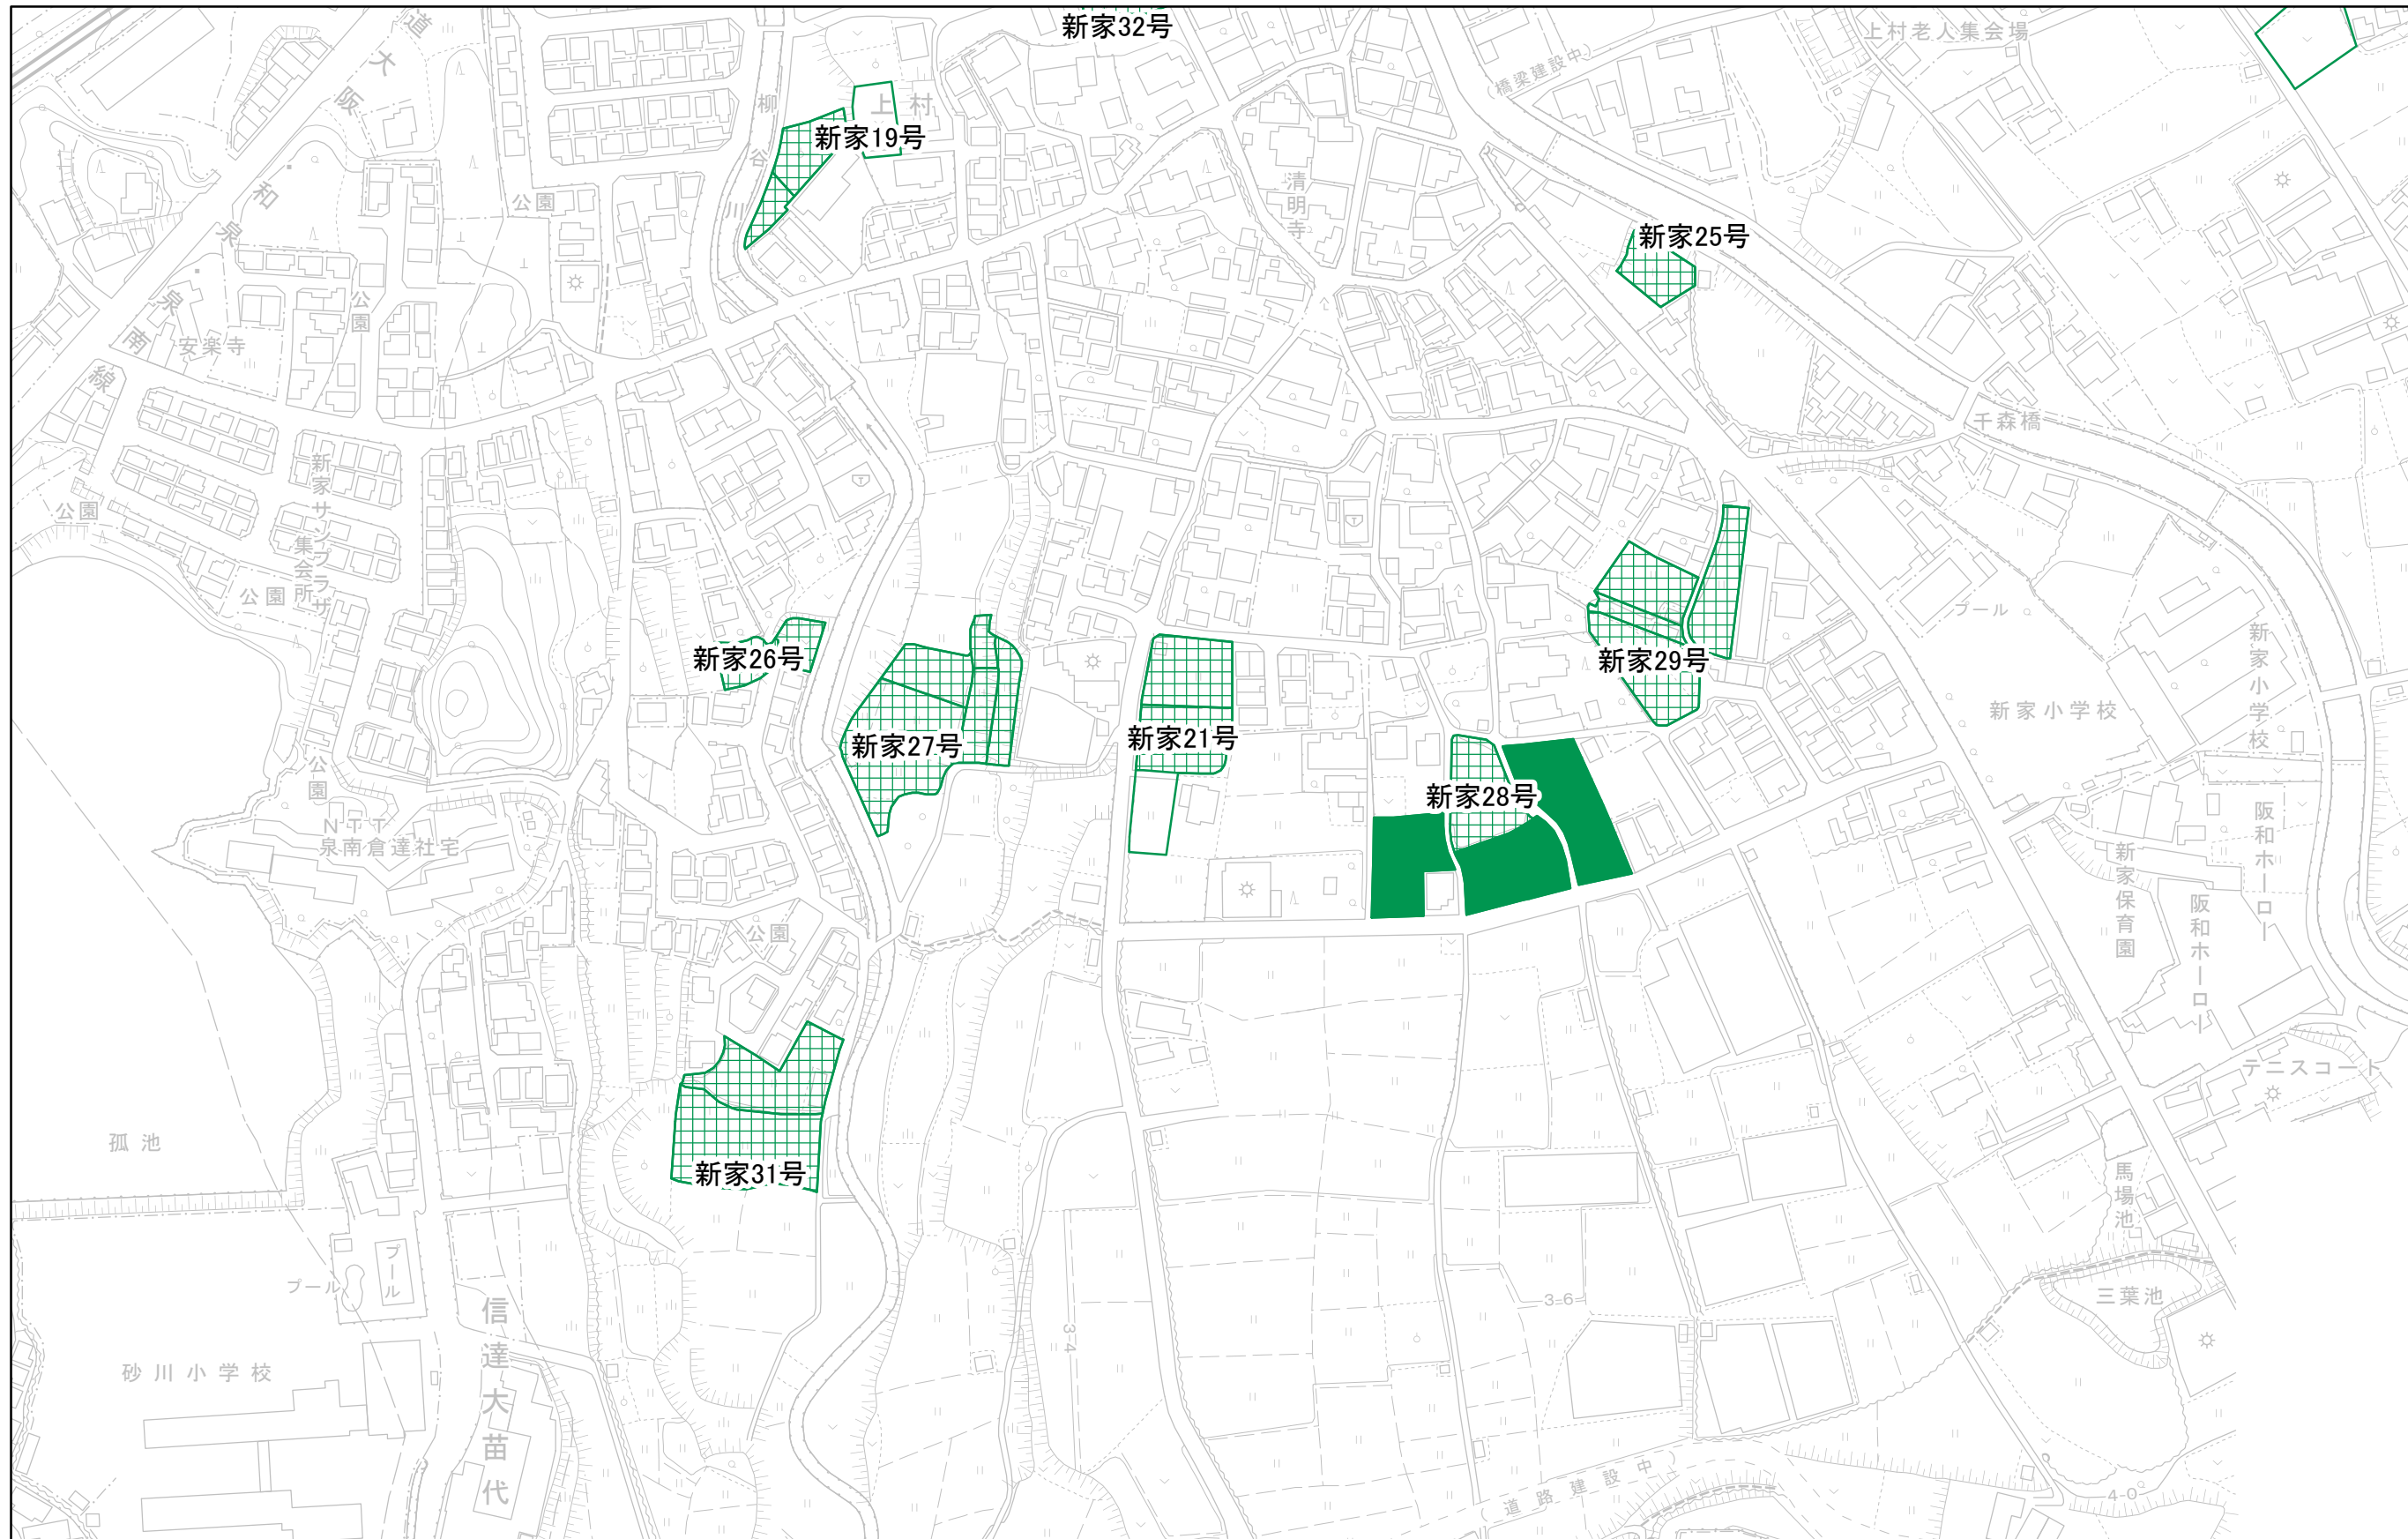 新家32号
上村老人集会場
道
大阪和泉泉南線
(橋梁建設中)
上村
柳谷川
新家19号
清明寺
公園
新家25号
公園
安楽寺
千森橋
新家サンプラザ
集会所
公園
公園
プール
新家小学校
新家26号
新家29号
新家小学校
新家27号
新家21号
公園
新家28号
NTT
泉南倉達社宅
阪和ホーロー
新家保育園
阪和ホーロー
公園
テニスコート
孤池
新家31号
馬場池
プール
プール
三葉池
信達大苗代
3-6
3-4
砂川小学校
(道路建設中)
4-0